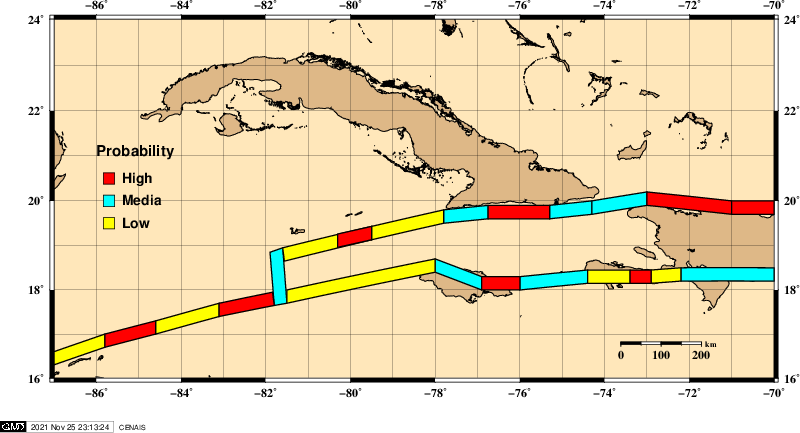 −86° −84° −82° −80° −78° −76° −74° −72° −70°
24° 24°
22° 22°
Probability
High
Media
Low
20° 20°
18° 18°
km
0 100 200
16° 16°
−86° −84° −82° −80° −78° −76° −74° −72° −70°
GMD 2021 Nov 25 23:13:24 CENAIS